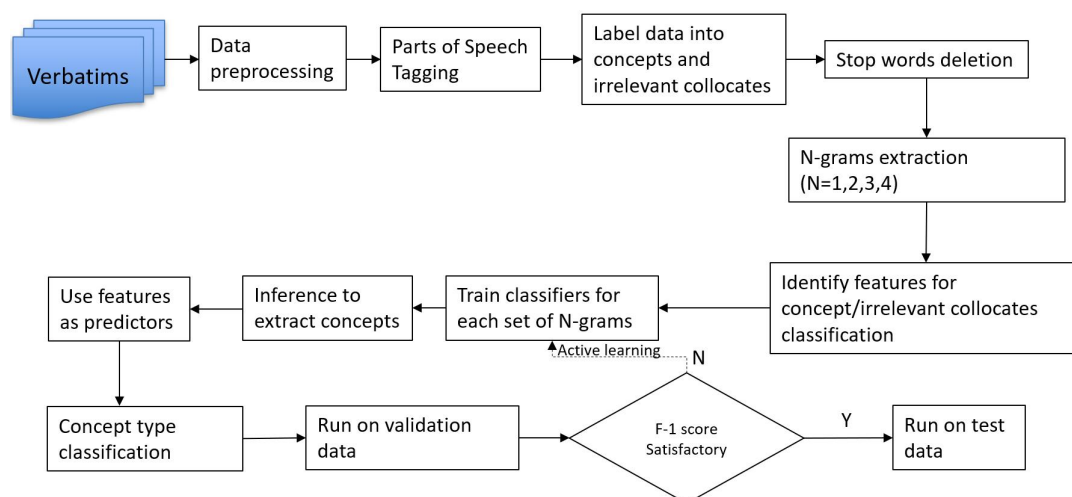 Verbatims
Data
preprocessing
Parts of Speech
Tagging
Label data into
concepts and
irrelevant collocates
Stop words deletion
N-grams extraction
(N=1,2,3,4)
Identify features for
concept/irrelevant collocates
classification
Train classifiers for
each set of N-grams
Inference to
extract concepts
Use features
as predictors
Active learning
N
Concept type
classification
Run on validation
data
F-1 score
Satisfactory
Y
Run on test
data